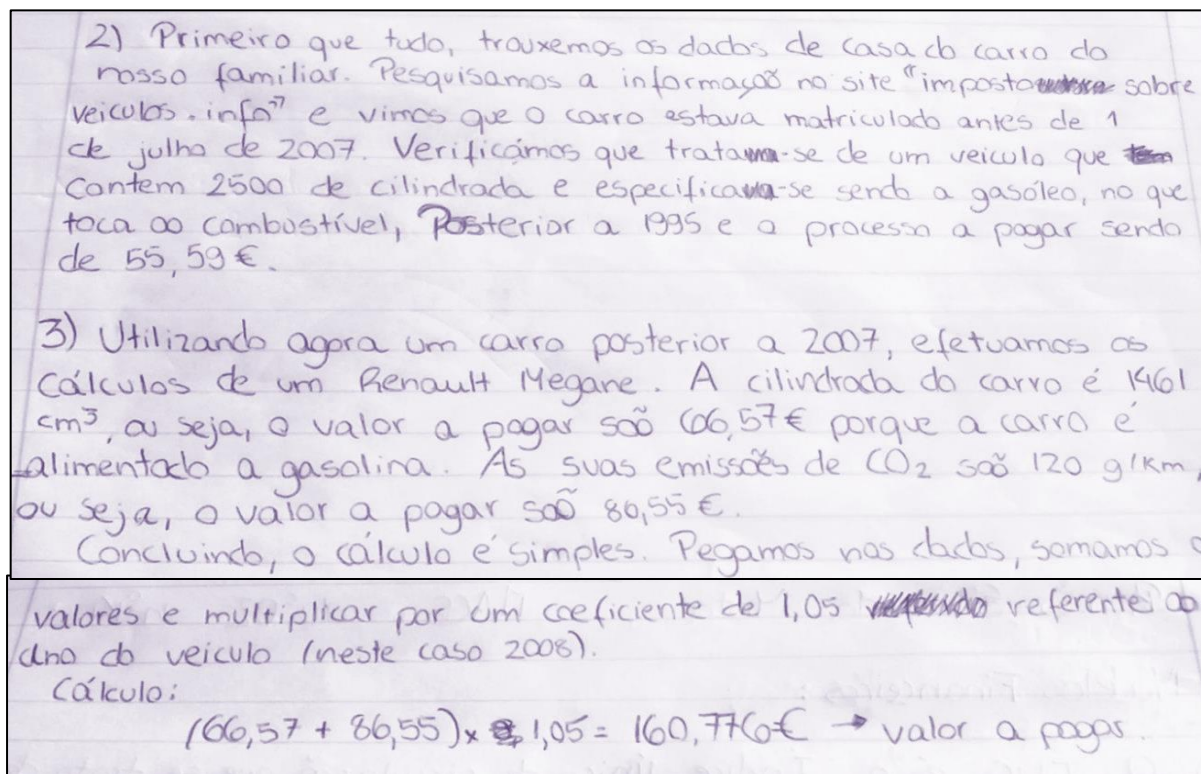 2) Primeiro que tudo, trouxemos os dados de casa do carro do
nosso familiar. Pesquisamos a informação no site "imposto sobre
veiculos.info" e vimos que o carro estava matriculado antes de 1
de julho de 2007. Verificámos que trata-se de um veiculo que
contem 2500 de cilindrada e especifica-se sendo a gasóleo, no que
toca ao combustível, Posterior a 1995 e o processo a pagar sendo
de 55,59 €.
3) Utilizando agora um carro posterior a 2007, efetuamos os
cálculos de um Renault Megane. A cilindrada do carro é 1461
cm³, ou seja, o valor a pagar são 66,57 € porque a carro é
alimentado a gasolina. As suas emissões de CO₂ são 120 g/Km,
ou seja, o valor a pagar são 86,55 €.
Concluindo, o cálculo é simples. Pegamos nos dados, somamos
valores e multiplicar por um coeficiente de 1,05 referente ao
ano do veiculo (neste caso 2008).
Cálculo:
(66,57 + 86,55) x 1,05 = 160,7760€ → valor a pagar.